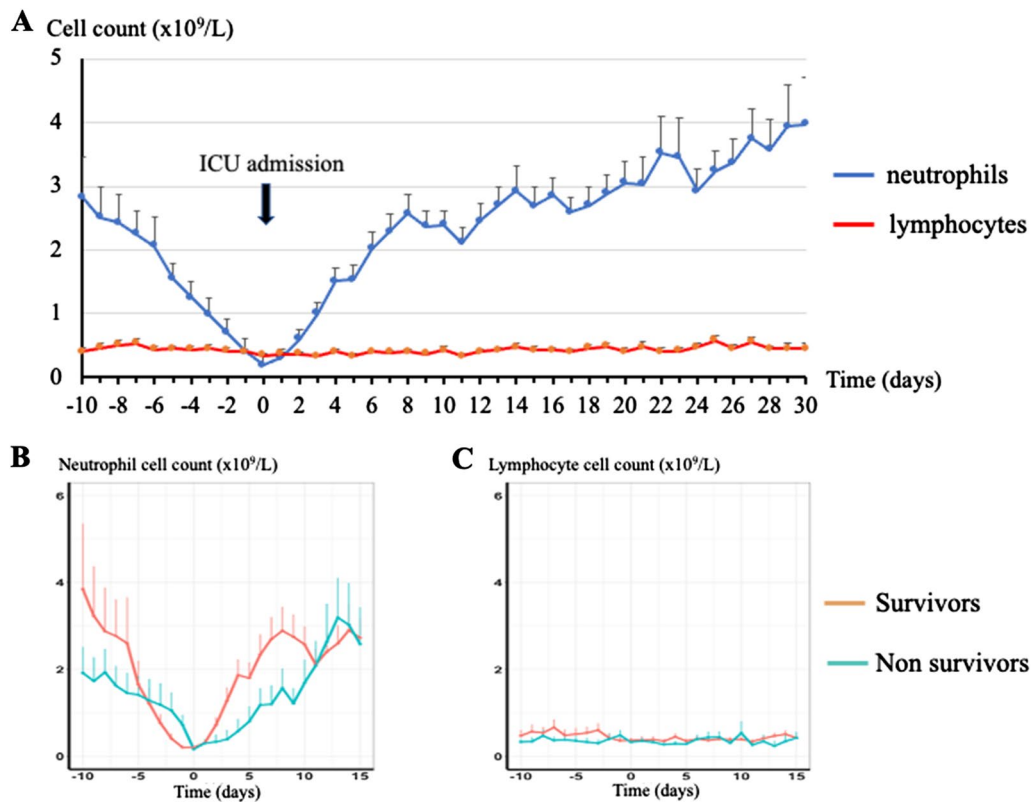 A Cell count (x10⁹/L)
5
4
3
2
1
0
ICU admission
neutrophils
lymphocytes
-10 -8 -6 -4 -2 0 2 4 6 8 10 12 14 16 18 20 22 24 26 28 30
Time (days)
B Neutrophil cell count (x10⁹/L)
6
4
2
0
-10 -5 0 5 10 15
Time (days)
C Lymphocyte cell count (x10⁹/L)
6
4
2
0
-10 -5 0 5 10 15
Time (days)
Survivors
Non survivors